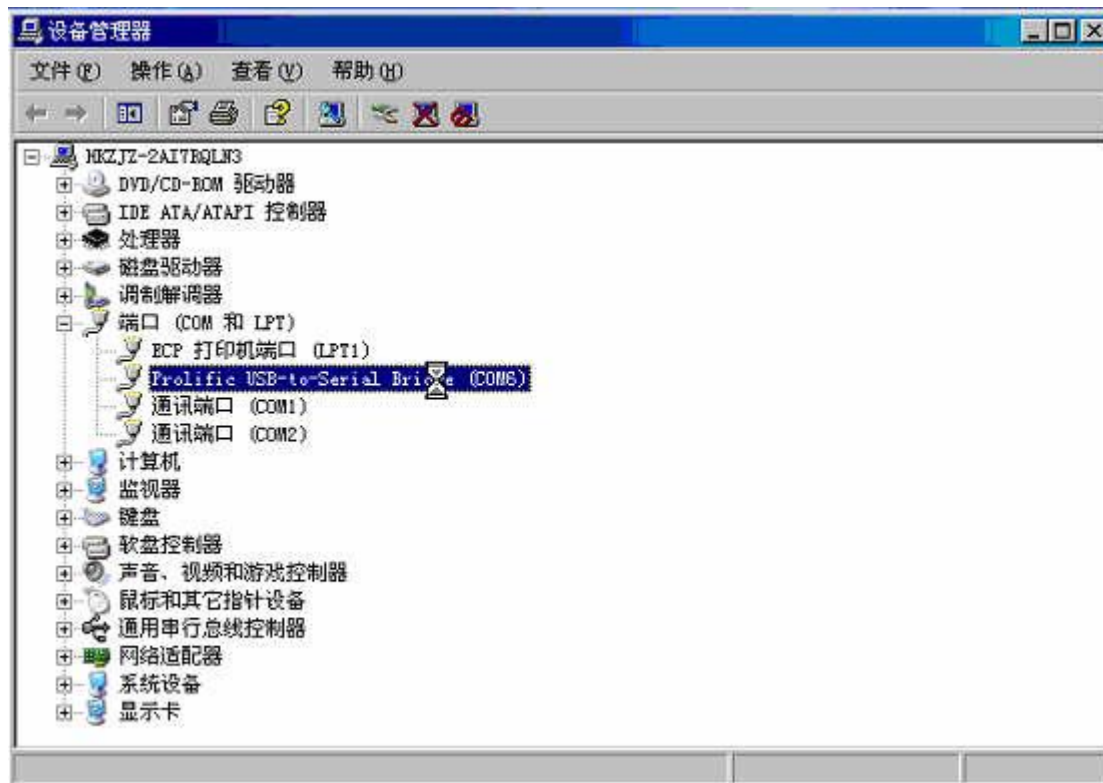 设备管理器
文件(F) 操作(A) 查看(V) 帮助(H)
DVD/CD-ROM 驱动器
IDE ATA/ATAPI 控制器
处理器
磁盘驱动器
调制解调器
端口 (COM 和 LPT)
ECP 打印机端口 (LPT1)
Prolific USB-to-Serial (COM6)
通讯端口 (COM1)
通讯端口 (COM2)
计算机
监视器
键盘
软盘控制器
声音、视频和游戏控制器
鼠标和其它指针设备
通用串行总线控制器
网络适配器
系统设备
显示卡